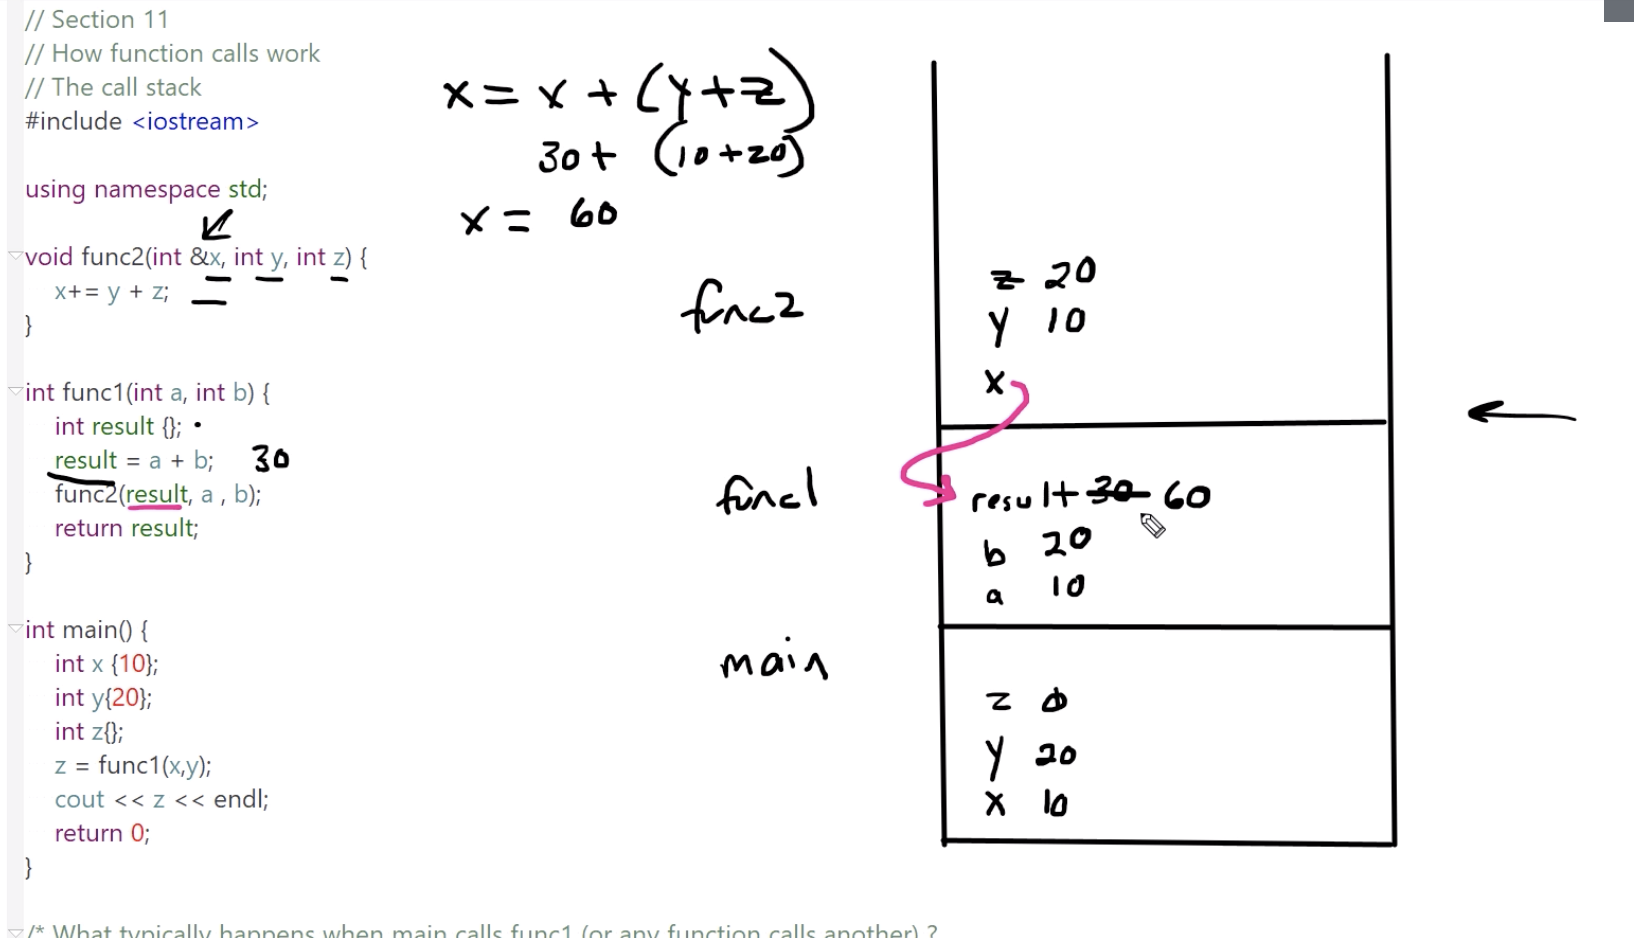 // Section 11
// How function calls work
// The call stack
#include <iostream>
using namespace std;
void func2(int &x, int y, int z) {
x+= y + z;
}
int func1(int a, int b) {
int result {};
result = a + b; 30
func2(result, a , b);
return result;
}
int main() {
int x {10};
int y{20};
int z{};
z = func1(x,y);
cout << z << endl;
return 0;
}
/* What typically happens when main calls func1 (or any function calls another) ?
x = x + (y+z)
30+ (10+20)
x = 60
func2
z 20
y 10
x
func1
result 30 60
b 20
a 10
main
z 0
y 20
x 10